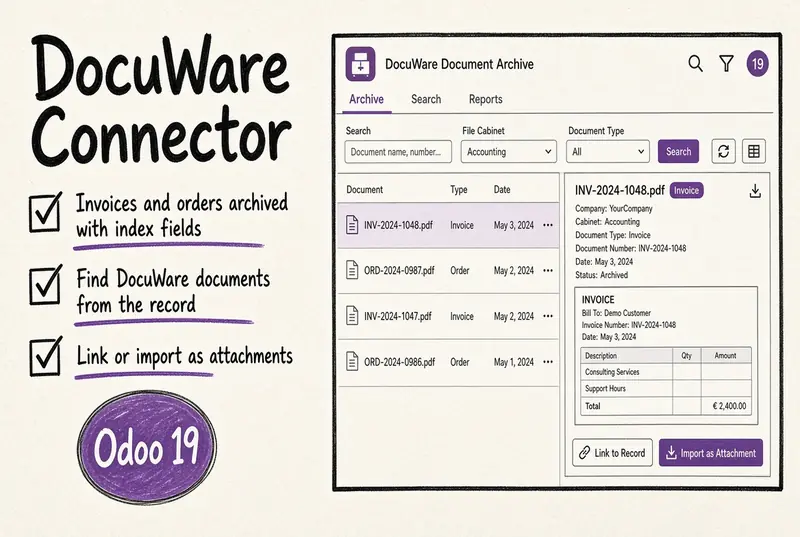 DocuWare
Connector
Invoices and orders archived
with index fields
Find DocuWare documents
from the record
Link or import as attachments
Odoo 19
DocuWare Document Archive
19
Archive Search Reports
Search File Cabinet Document Type
Document name, number... Accounting All Search
Document Type Date
INV-2024-1048.pdf Invoice May 3, 2024
ORD-2024-0987.pdf Order May 2, 2024
INV-2024-1047.pdf Invoice May 2, 2024
ORD-2024-0986.pdf Order May 1, 2024
INV-2024-1048.pdf Invoice
Company: YourCompany
Cabinet: Accounting
Document Type: Invoice
Document Number: INV-2024-1048
Date: May 3, 2024
Status: Archived
INVOICE
Bill To: Demo Customer
Invoice Number: INV-2024-1048
Date: May 3, 2024
Description Qty Amount
Consulting Services
Support Hours
Total € 2,400.00
Link to Record Import as Attachment